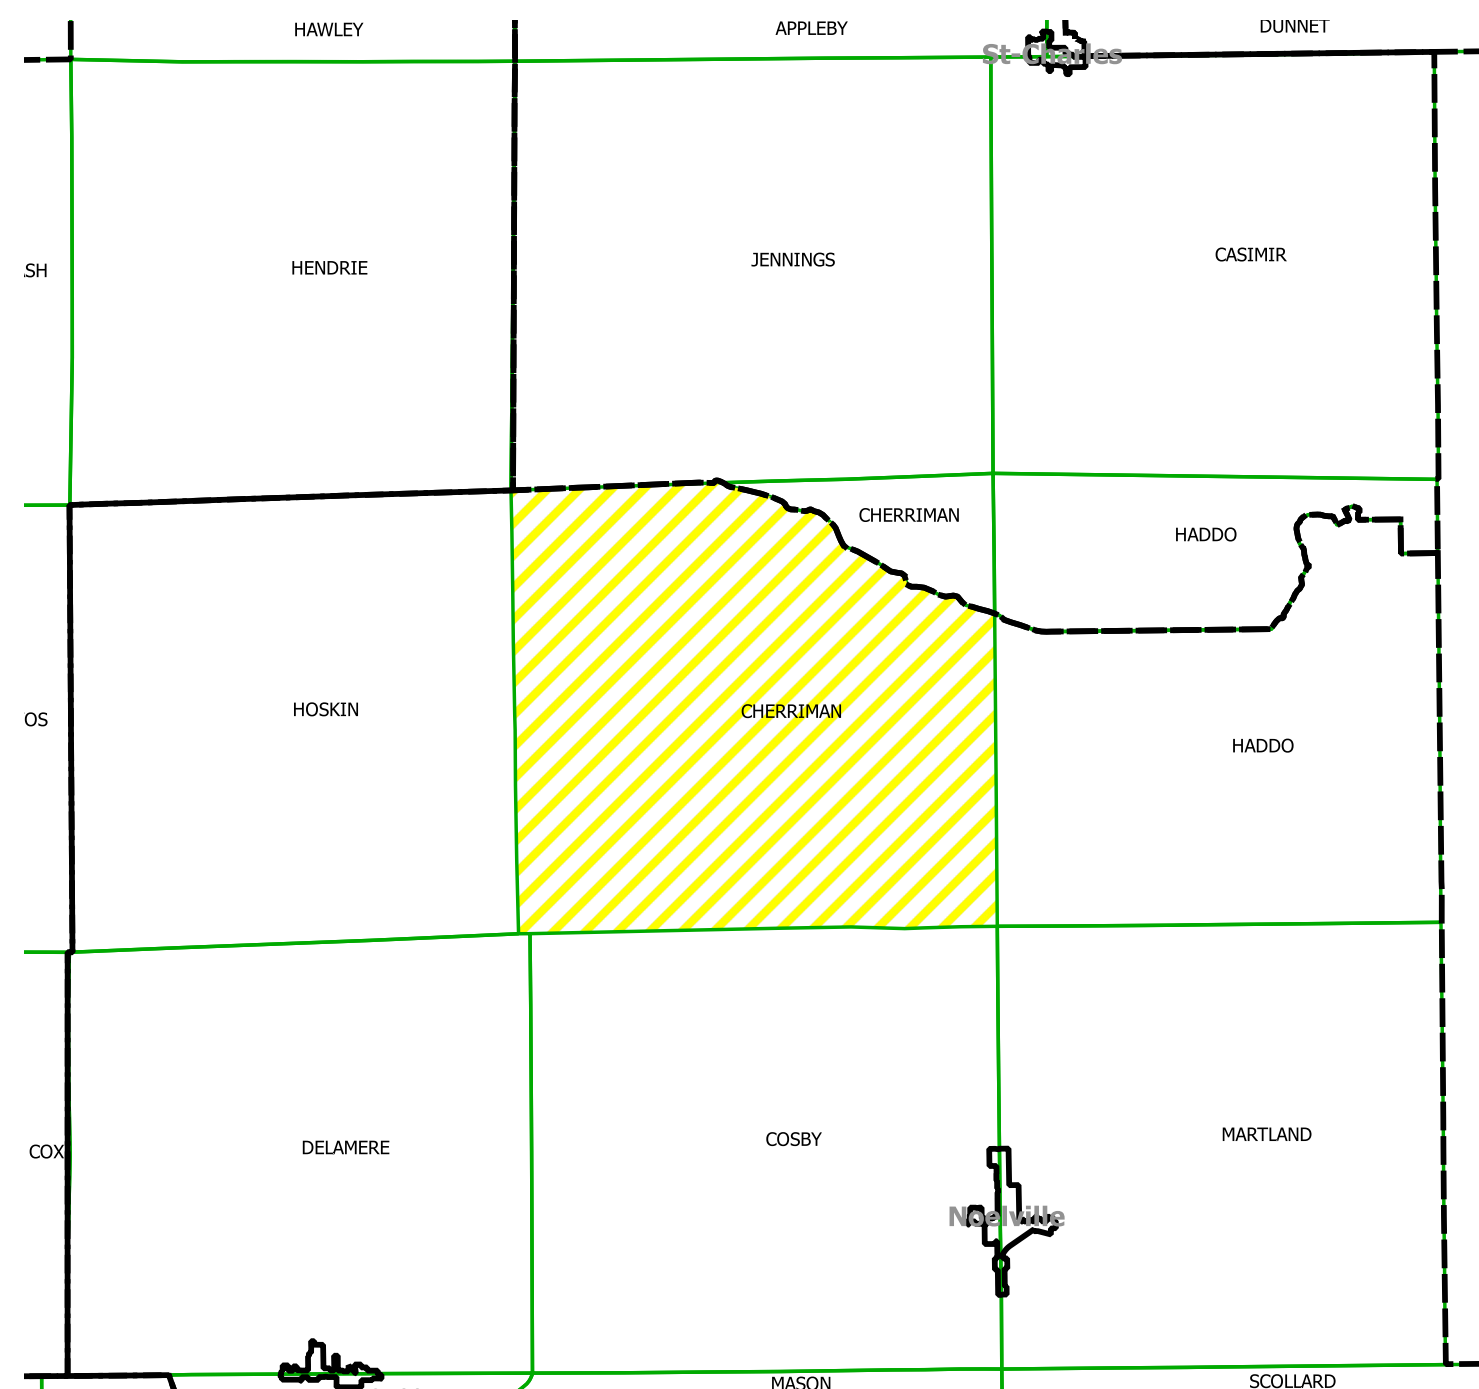 HAWLEY
APPLEBY
DUNNET
St-Charles
SH
HENDRIE
JENNINGS
CASIMIR
CHERRIMAN
HADDO
OS
HOSKIN
CHERRIMAN
HADDO
COX
DELAMERE
COSBY
MARTLAND
Noelville
MASON
SCOLLARD